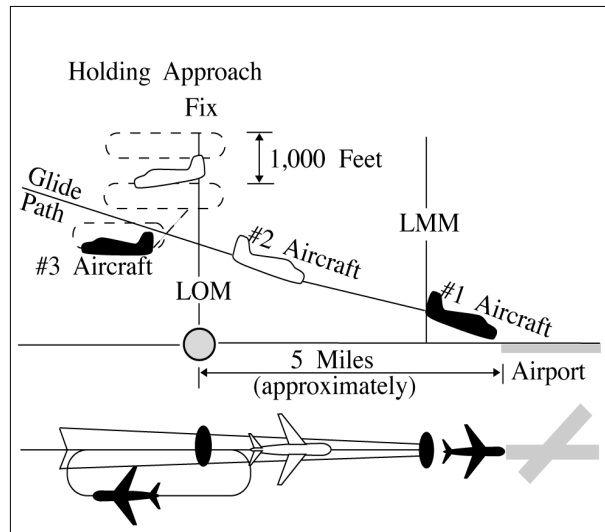 Holding Approach
Fix
1,000 Feet
Glide
Path
LMM
#2 Aircraft
#3 Aircraft
LOM
#1 Aircraft
5 Miles
(approximately)
Airport